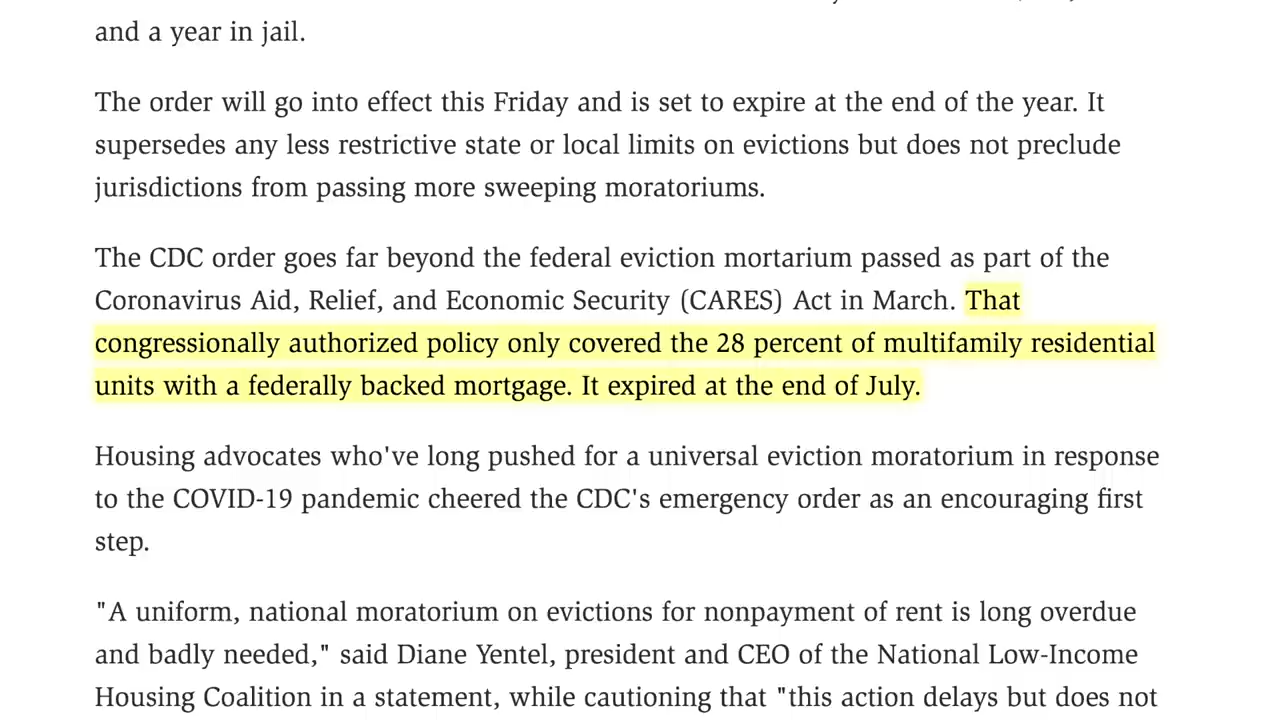 and a year in jail.
The order will go into effect this Friday and is set to expire at the end of the year. It
supersedes any less restrictive state or local limits on evictions but does not preclude
jurisdictions from passing more sweeping moratoriums.
The CDC order goes far beyond the federal eviction mortarium passed as part of the
Coronavirus Aid, Relief, and Economic Security (CARES) Act in March. That
congressionally authorized policy only covered the 28 percent of multifamily residential
units with a federally backed mortgage. It expired at the end of July.
Housing advocates who've long pushed for a universal eviction moratorium in response
to the COVID-19 pandemic cheered the CDC's emergency order as an encouraging first
step.
"A uniform, national moratorium on evictions for nonpayment of rent is long overdue
and badly needed," said Diane Yentel, president and CEO of the National Low-Income
Housing Coalition in a statement, while cautioning that "this action delays but does not